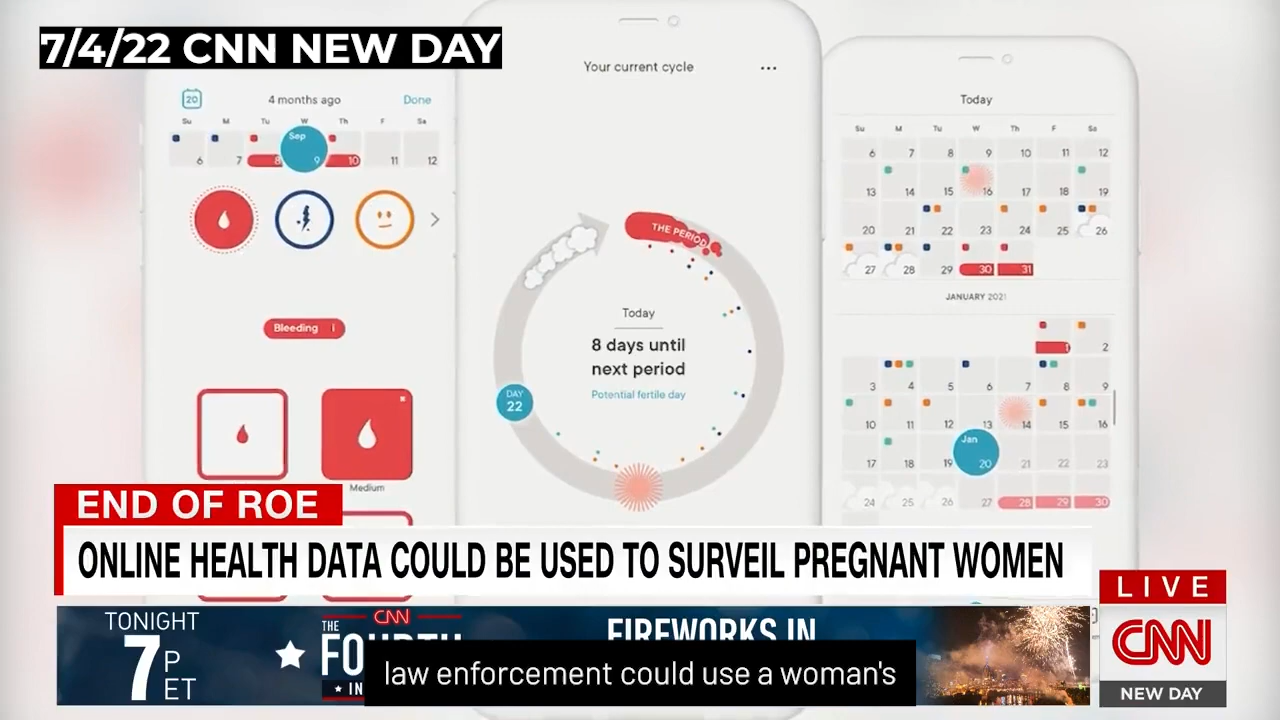 7/4/22 CNN NEW DAY
20
4 months ago
Done
Su M Tu W Th F Sa
Sep
6 7 8 9 10 11 12
Bleeding
Medium
Your current cycle
THE PERIOD
Today
8 days until
next period
Potential fertile day
DAY
22
Today
Su M Tu W Th F Sa
6 7 8 9 10 11 12
13 14 15 16 17 18 19
20 21 22 23 24 25 26
27 28 29 30 31
JANUARY 2021
1 2
3 4 5 6 7 8 9
10 11 12 13 14 15 16
Jan
17 18 19 20 21 22 23
24 25 26 27 28 29 30
END OF ROE
ONLINE HEALTH DATA COULD BE USED TO SURVEIL PREGNANT WOMEN
LIVE
CNN
NEW DAY
TONIGHT
7 P
ET
CNN
THE
FIREWORKS IN
IN
law enforcement could use a woman's